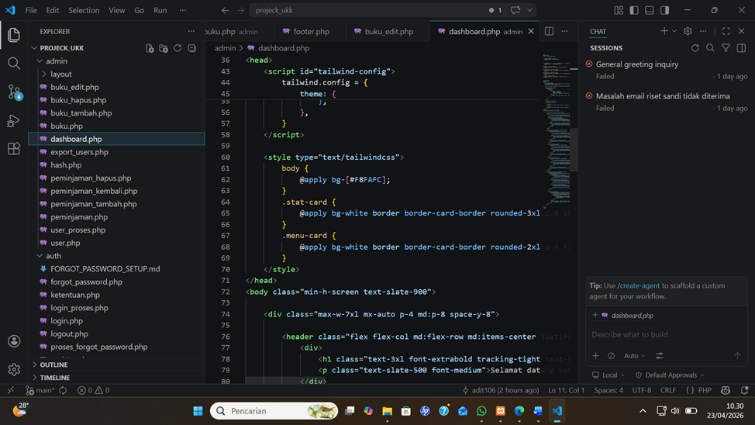 File Edit Selection View Go Run ···
project_ukk
1
EXPLORER ···
PROJECK_UKK
admin
layout
buku_edit.php
buku_hapus.php
buku_tambah.php
buku.php
dashboard.php
export_users.php
hash.php
peminjaman_hapus.php
peminjaman_kembali.php
peminjaman_tambah.php
peminjaman.php
user_proses.php
user.php
auth
FORGOT_PASSWORD_SETUP.md
forgot_password.php
ketentuan.php
login_proses.php
login.php
logout.php
proses_forgot_password.php
OUTLINE
TIMELINE
buku.php admin
footer.php
buku_edit.php
dashboard.php admin
admin > dashboard.php
36 <head>
43 <script id="tailwind-config">
44 tailwind.config = {
45 theme: {
55 },
56 },
57 }
58 </script>
59
60 <style type="text/tailwindcss">
61 body {
62 @apply bg-[#F8FAFC];
63 }
64 .stat-card {
65 @apply bg-white border border-card-border rounded-3xl
66 }
67 .menu-card {
68 @apply bg-white border border-card-border rounded-2xl
69 }
70 </style>
71 </head>
72 <body class="min-h-screen text-slate-900">
73
74 <div class="max-w-7xl mx-auto p-4 md:p-8 space-y-8">
75
76 <header class="flex flex-col md:flex-row md:items-center
77 <div>
78 <h1 class="text-3xl font-extrabold tracking-tight
79 <p class="text-slate-500 font-medium">Selamat
80 </div>
CHAT
SESSIONS
General greeting inquiry
Failed · 1 day ago
Masalah email riset sandi tidak diterima
Failed · 1 day ago
Tip: Use /create-agent to scaffold a custom
agent for your workflow.
dashboard.php
Describe what to build
Auto
Local
Default Approvals
main*
0 0
adit106 (2 hours ago)
Ln 11, Col 1
Spaces: 4
UTF-8
CRLF
{ } PHP
28°
Pencarian
10.30
23/04/2026